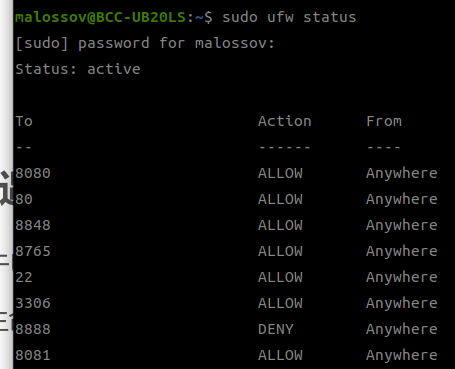 malossov@BCC-UB20LS:~$ sudo ufw status
[sudo] password for malossov:
Status: active
To Action From
-- ------ ----
8080 ALLOW Anywhere
80 ALLOW Anywhere
8848 ALLOW Anywhere
8765 ALLOW Anywhere
22 ALLOW Anywhere
3306 ALLOW Anywhere
8888 DENY Anywhere
8081 ALLOW Anywhere